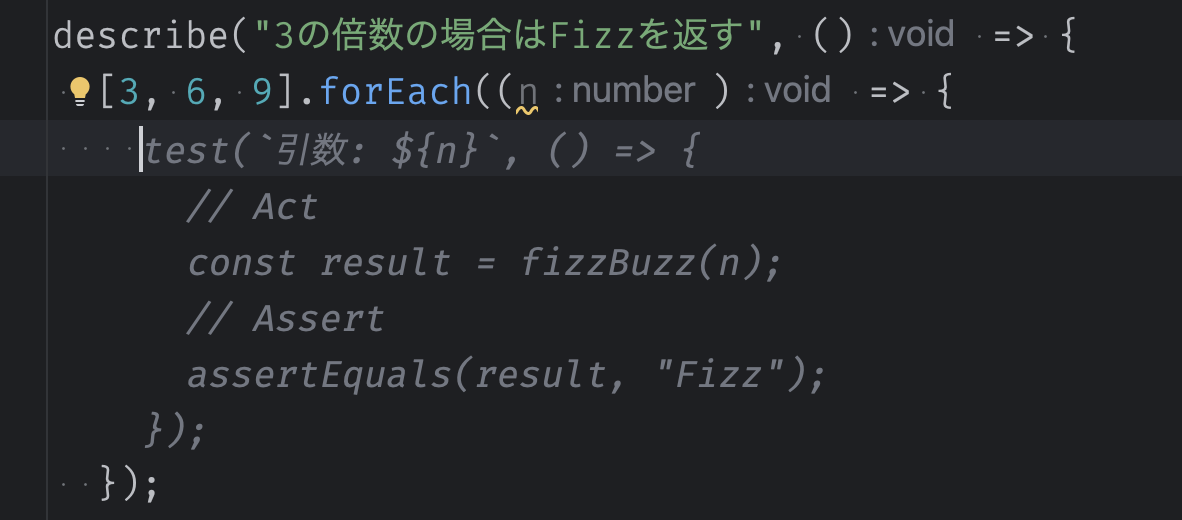 describe("3の倍数の場合はFizzを返す", () : void => {
[3, 6, 9].forEach((n : number ) : void => {
test(`引数: ${n}`, () => {
// Act
const result = fizzBuzz(n);
// Assert
assertEquals(result, "Fizz");
});
});